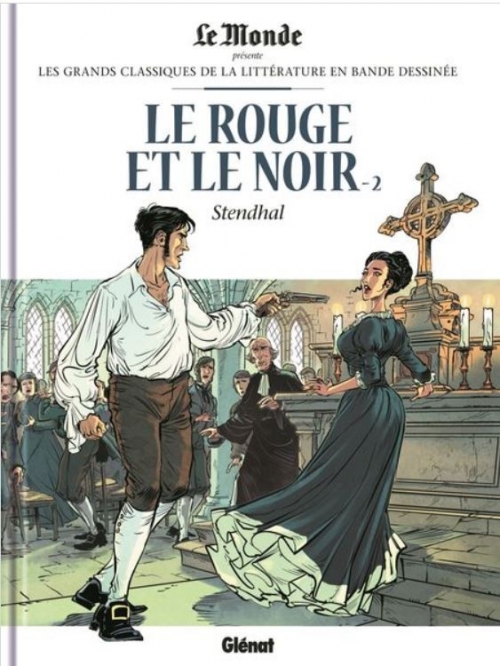 Le Monde
présente
LES GRANDS CLASSIQUES DE LA LITTÉRATURE EN BANDE DESSINÉE
LE ROUGE
ET LE NOIR - 2
Stendhal
Glénat